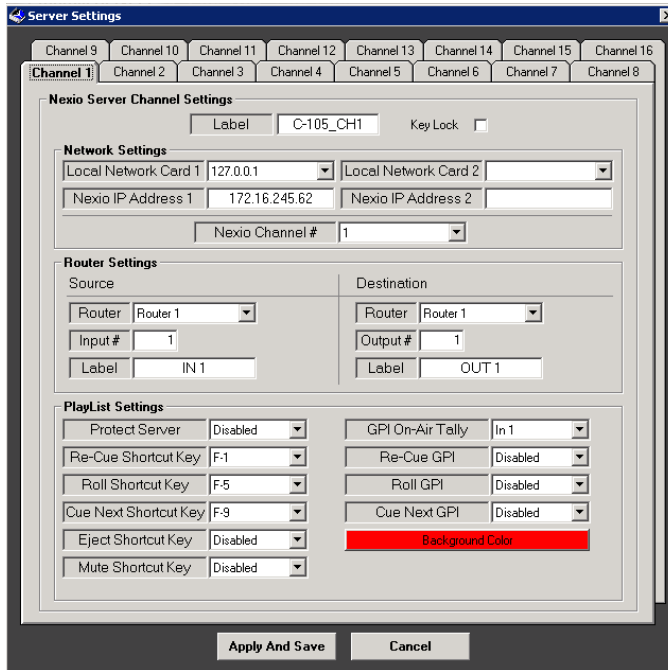 Server Settings
Channel 9 Channel 10 Channel 11 Channel 12 Channel 13 Channel 14 Channel 15 Channel 16
Channel 1 Channel 2 Channel 3 Channel 4 Channel 5 Channel 6 Channel 7 Channel 8
Nexio Server Channel Settings
Label C-105_CH1 Key Lock
Network Settings
Local Network Card 1 127.0.0.1 Local Network Card 2
Nexio IP Address 1 172.16.245.62 Nexio IP Address 2
Nexio Channel # 1
Router Settings
Source Destination
Router Router 1 Router Router 1
Input # 1 Output # 1
Label IN 1 Label OUT 1
PlayList Settings
Protect Server Disabled GPI On-Air Tally In 1
Re-Cue Shortcut Key F-1 Re-Cue GPI Disabled
Roll Shortcut Key F-5 Roll GPI Disabled
Cue Next Shortcut Key F-9 Cue Next GPI Disabled
Eject Shortcut Key Disabled Background Color
Mute Shortcut Key Disabled
Apply And Save Cancel